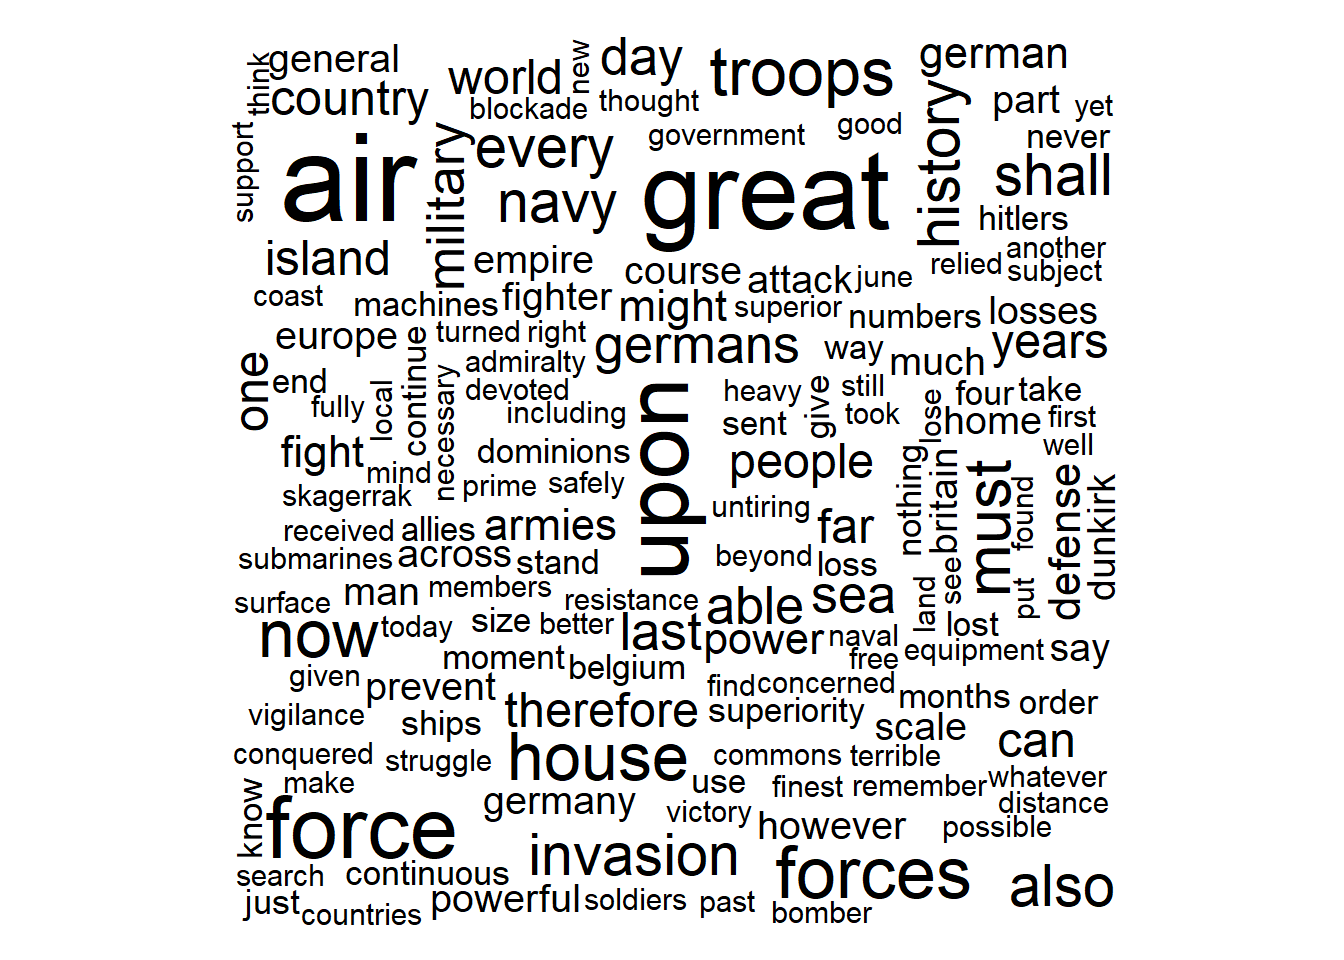 general
think
country
world
new
day
troops
german
blockade
thought
part
yet
government
good
never
support
air
military
every
navy
great
history
shall
hitlers
island
empire
course
attack
june
relied
another
subject
coast
machines
fighter
might
superior
numbers
losses
europe
continue
turned
right
germans
way
much
years
admiralty
one
end
fully
local
necessary
devoted
including
upon
heavy
sent
give
still
took
lose
four
take
home
first
well
fight
mind
dominions
people
skagerrak
prime
safely
untiring
nothing
britain
must
found
defense
dunkirk
received
allies
armies
far
submarines
across
stand
beyond
loss
surface
man
members
resistance
able
sea
land
see
put
now
today
size
better
last
power
naval
lost
free
equipment
say
given
moment
belgium
prevent
find
concerned
months
order
vigilance
ships
therefore
superiority
scale
can
conquered
struggle
house
commons
terrible
make
use
finest
remember
whatever
know
force
germany
victory
however
distance
possible
search
continuous
invasion
forces
also
just
countries
powerful
soldiers
past
bomber